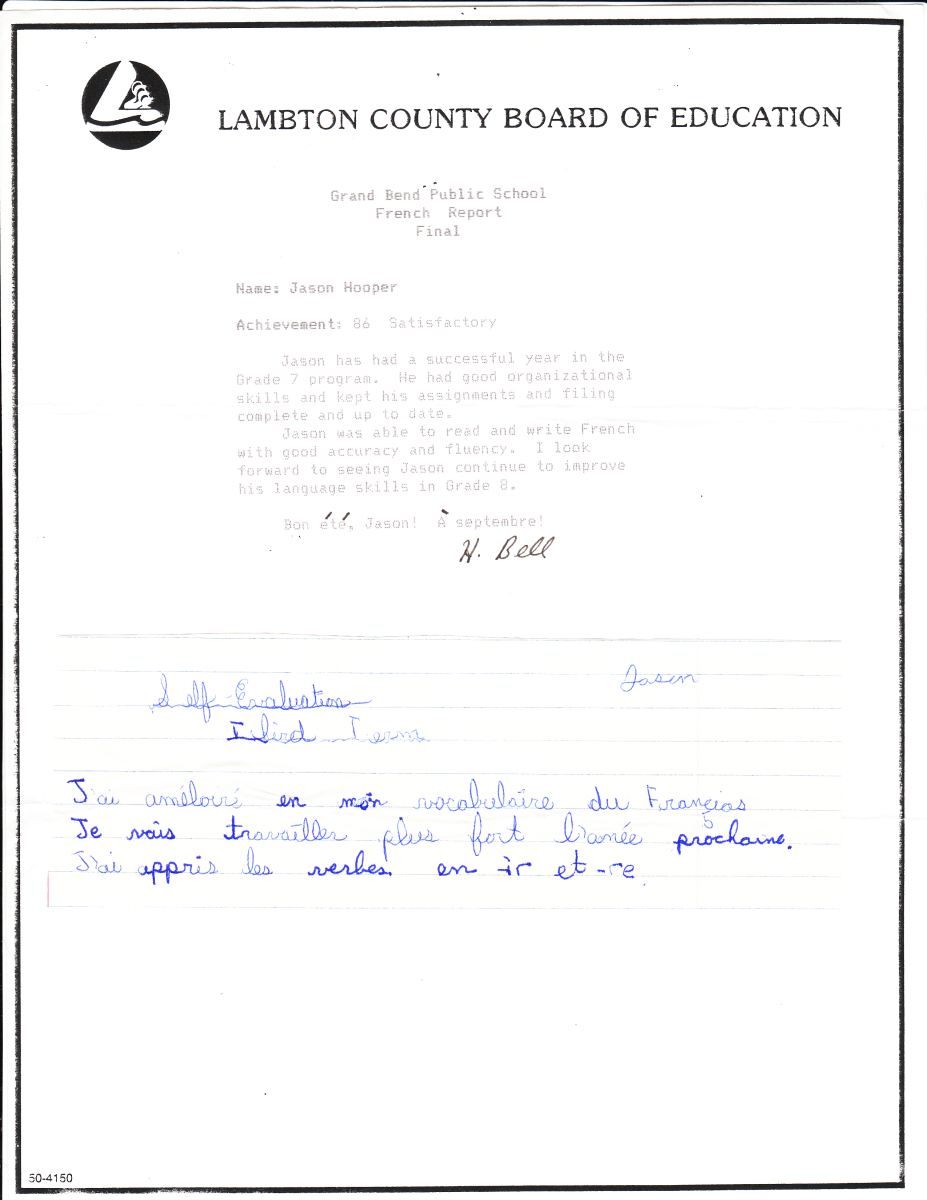 LAMBTON COUNTY BOARD OF EDUCATION
Grand Bend Public School
French Report
Final
Name: Jason Hooper
Achievement: 86 Satisfactory
Jason has had a successful year in the
Grade 7 program. He had good organizational
skills and kept his assignments and filing
complete and up to date.
Jason was able to read and write French
with good accuracy and fluency. I look
forward to seeing Jason continue to improve
his language skills in Grade 8.
Bon été, Jason! À septembre!
H. Bell
Jason
Self Evaluation
Third Term
J'ai améloiré en mon vocabulaire du Français
Je vais travailler plus fort l'anée prochaine.
J'ai appris les verbes en -ir et -re.
50-4150